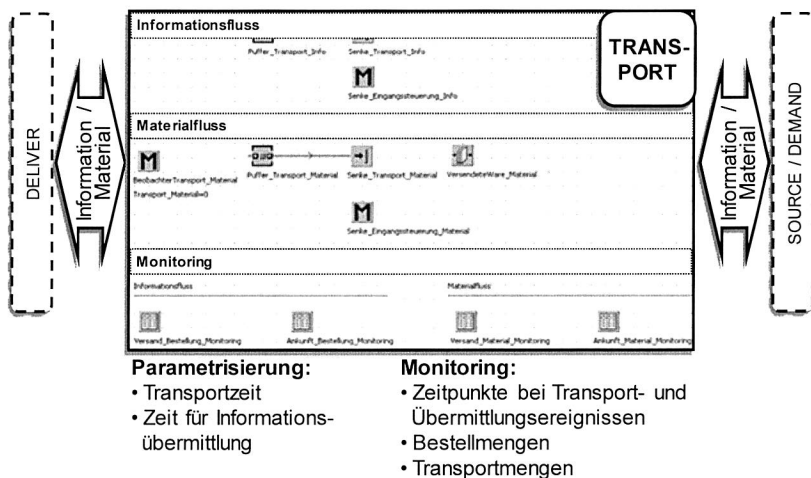 Informationsfluss
TRANS-
PORT
Puffer_Transport_Info
Senke_Transport_Info
Senke_Eingangssteuerung_Info
DELIVER
Information /
Material
Materialfluss
BeobachterTransport_Material
Puffer_Transport_Material
Senke_Transport_Material
VersendeteWare_Material
Transport_Material=0
Senke_Eingangssteuerung_Material
Information /
Material
SOURCE / DEMAND
Monitoring
Informationsfluss
Materialfluss
Versand_Bestellung_Monitoring
Ankunft_Bestellung_Monitoring
Versand_Material_Monitoring
Ankunft_Material_Monitoring
Parametrisierung:
• Transportzeit
• Zeit für Informations-
übermittlung
Monitoring:
• Zeitpunkte bei Transport- und
Übermittlungsereignissen
• Bestellmengen
• Transportmengen